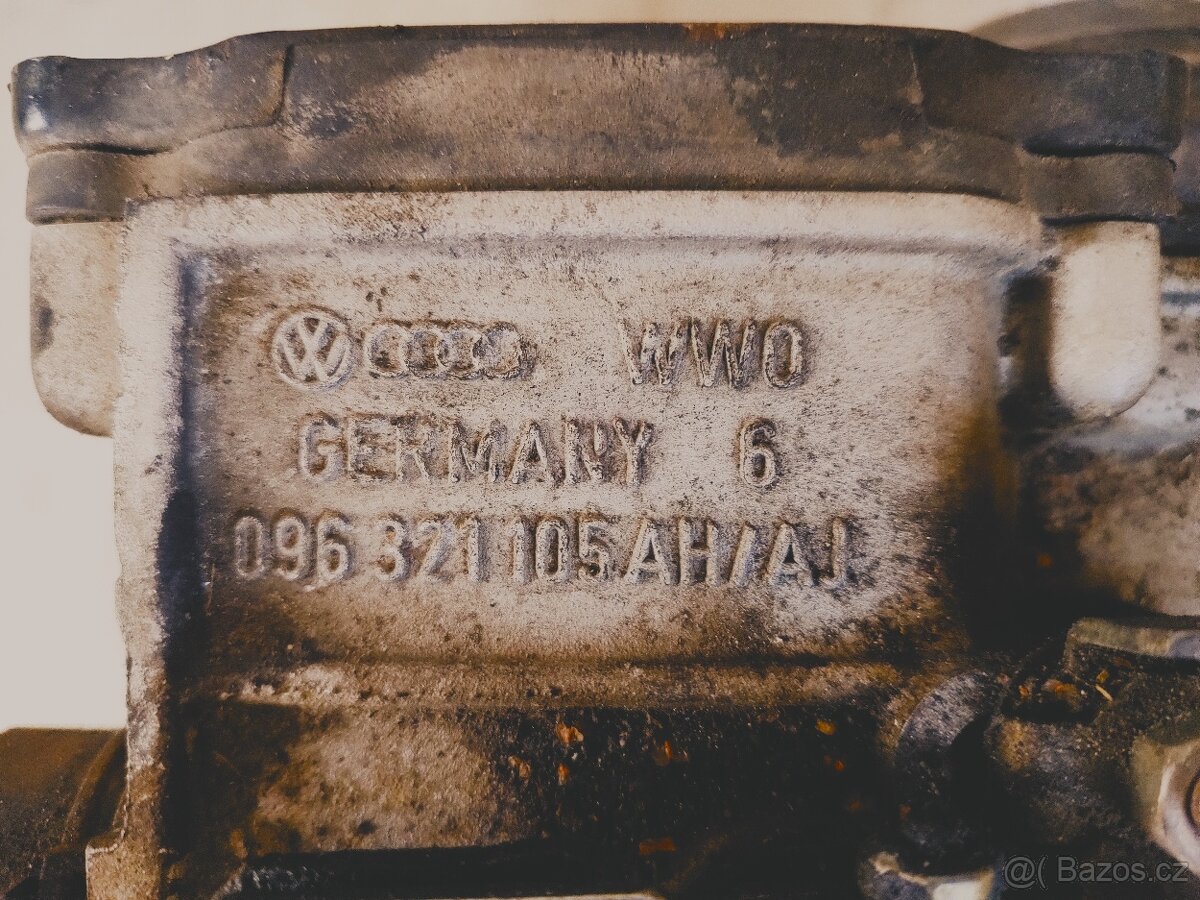 WWO
GERMANY 6
096 321 105 AH/AJ
@( Bazos.cz